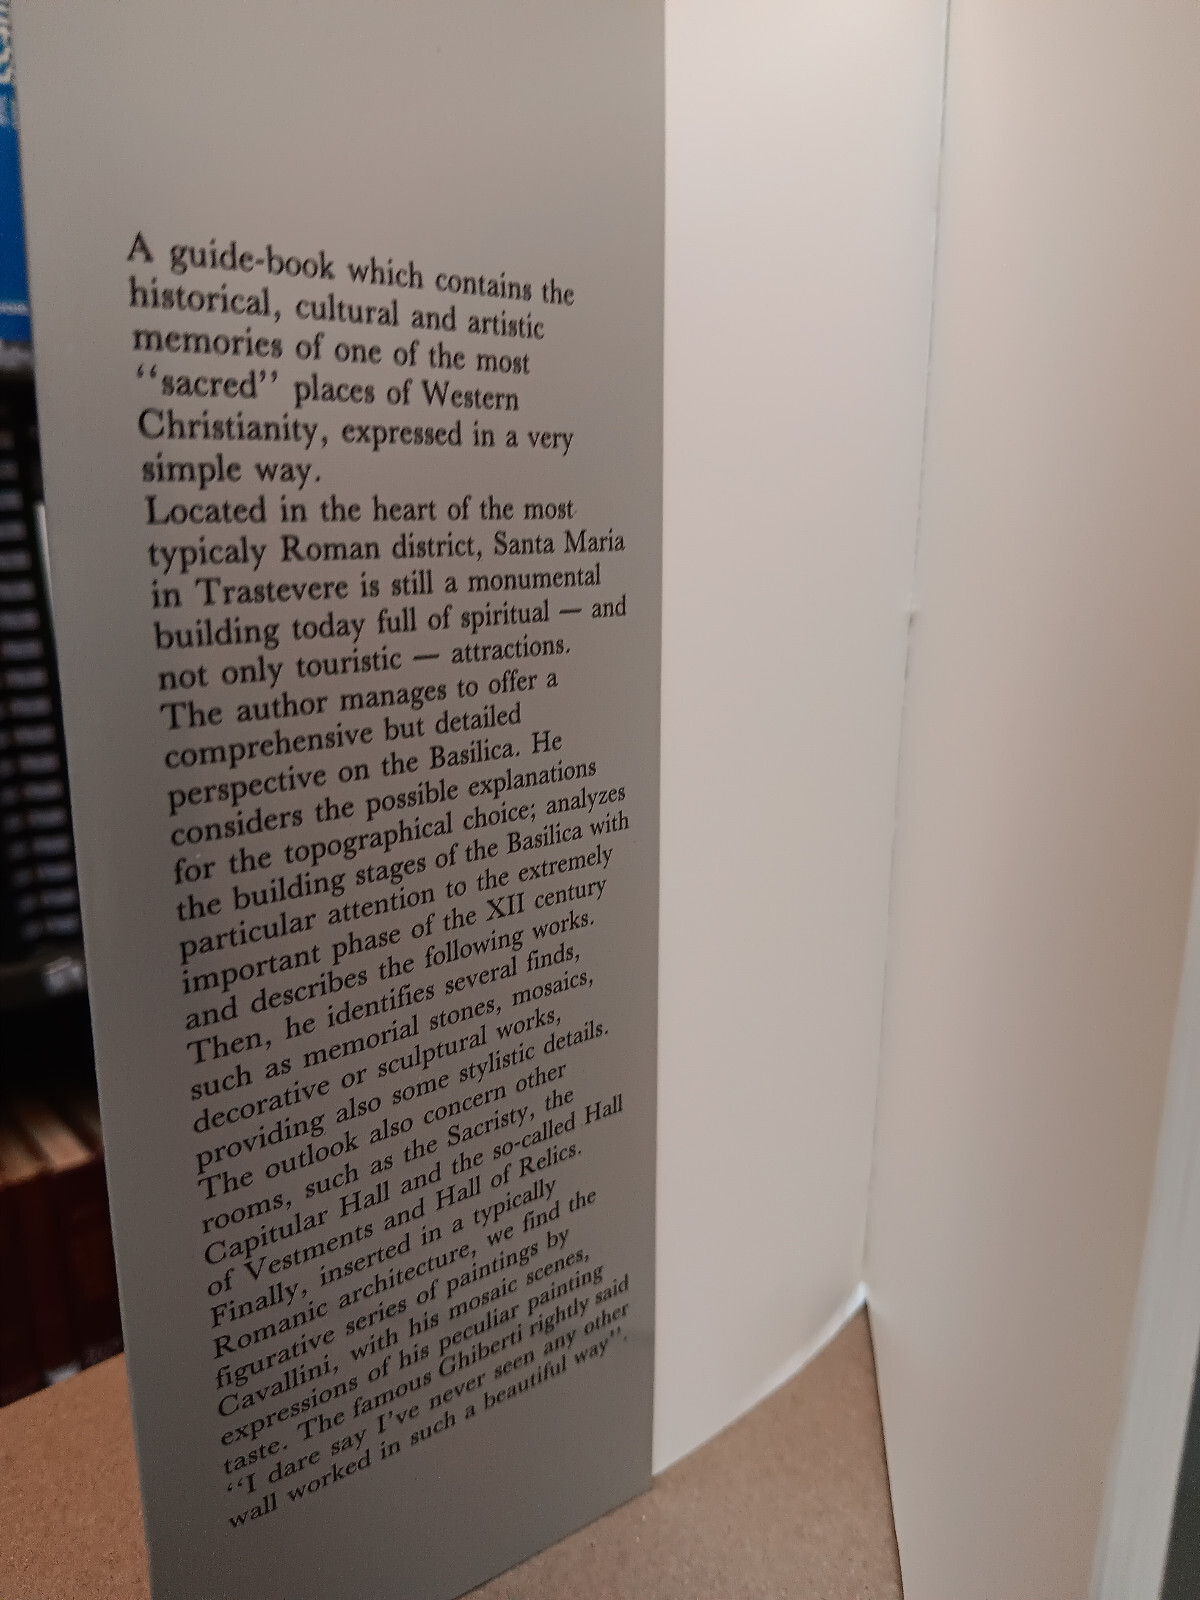 A guide-book which contains the
historical, cultural and artistic
memories of one of the most
“sacred” places of Western
Christianity, expressed in a very
simple way.
Located in the heart of the most
typicaly Roman district, Santa Maria
in Trastevere is still a monumental
building today full of spiritual — and
not only touristic — attractions.
The author manages to offer a
comprehensive but detailed
perspective on the Basilica. He
considers the possible explanations
for the topographical choice; analyzes
the building stages of the Basilica with
particular attention to the extremely
important phase of the XII century
and describes the following works.
Then, he identifies several finds,
such as memorial stones, mosaics,
decorative or sculptural works,
providing also some stylistic details.
The outlook also concern other
rooms, such as the Sacristy, the
Capitular Hall and the so-called Hall
of Vestments and Hall of Relics.
Finally, inserted in a typically
Romanic architecture, we find the
figurative series of paintings by
Cavallini, with his mosaic scenes,
expressions of his peculiar painting
taste. The famous Ghiberti rightly said
“I dare say I’ve never seen any other
wall worked in such a beautiful way”.